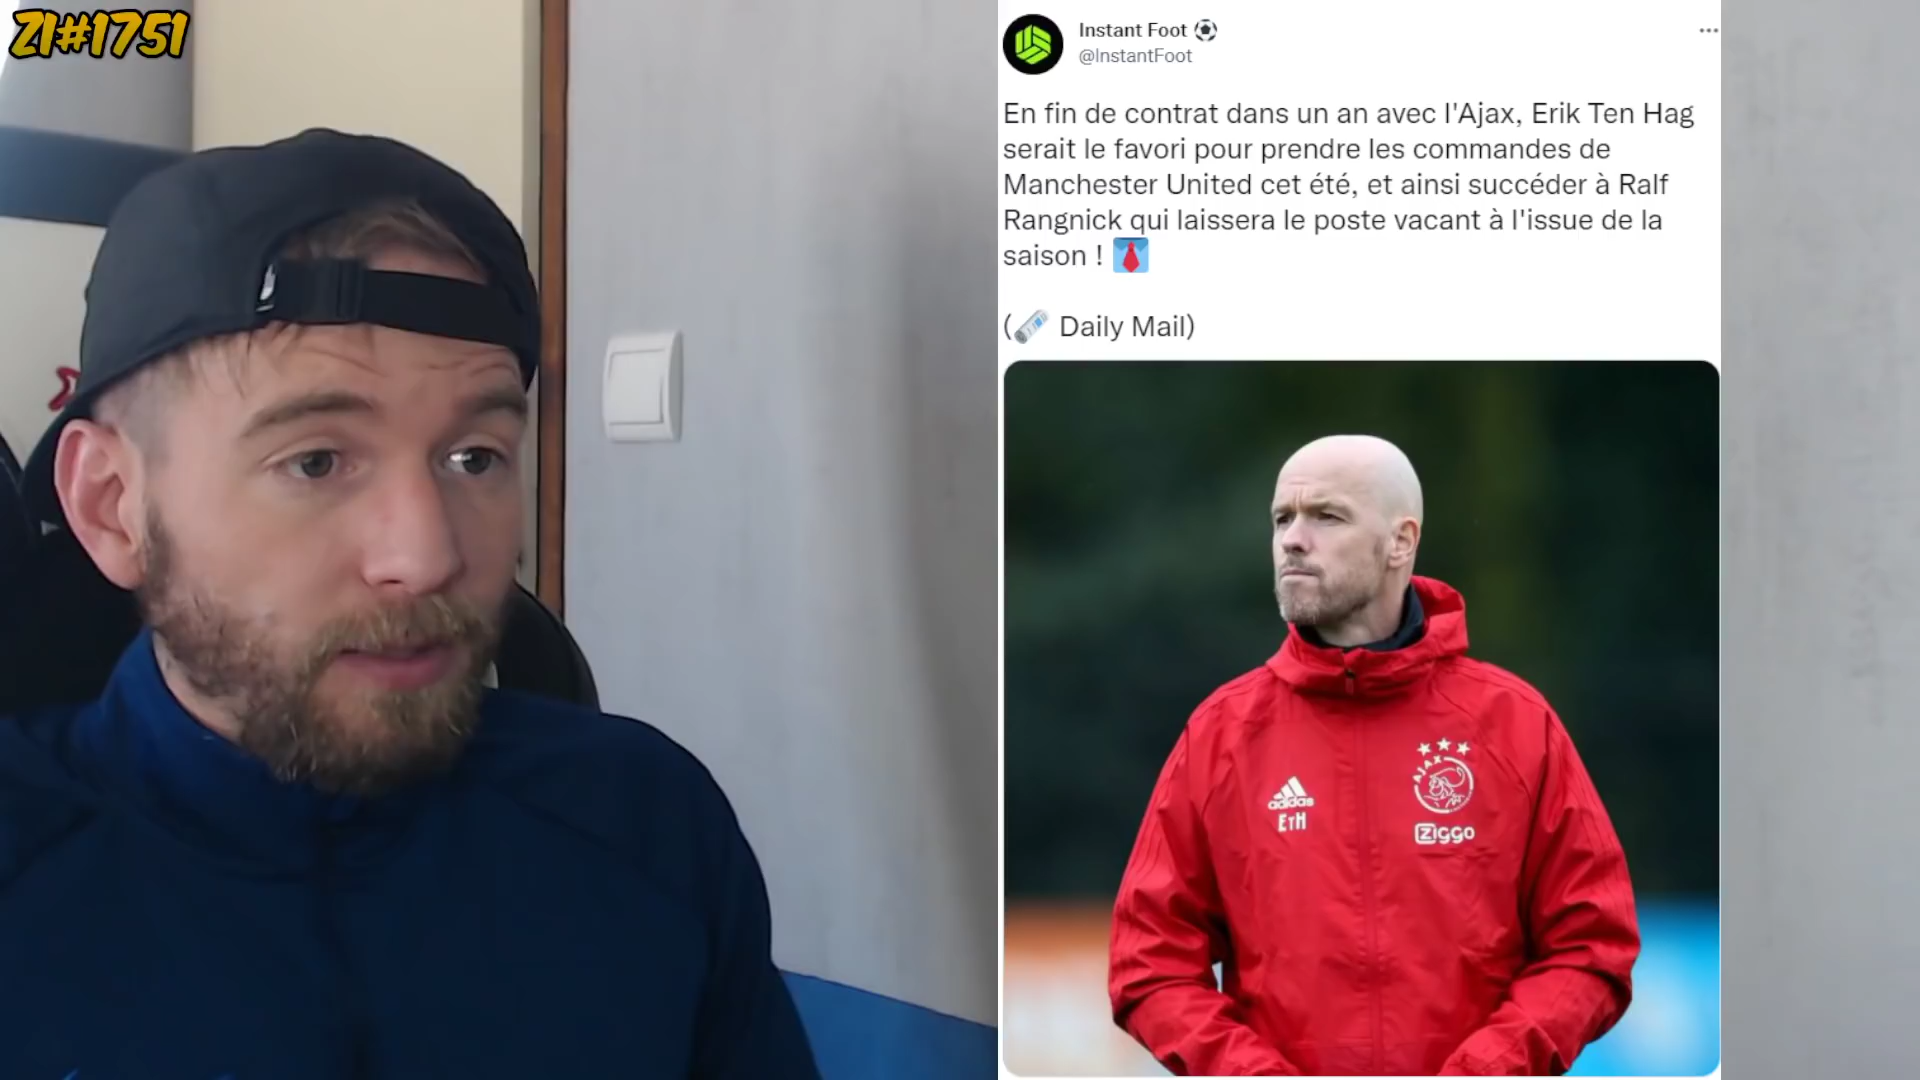 ZI#1751
Instant Foot ⚽
@InstantFoot
En fin de contrat dans un an avec l'Ajax, Erik Ten Hag
serait le favori pour prendre les commandes de
Manchester United cet été, et ainsi succéder à Ralf
Rangnick qui laissera le poste vacant à l'issue de la
saison ! 👔
(🗞️ Daily Mail)
AJAX
adidas
ETH
ziggo